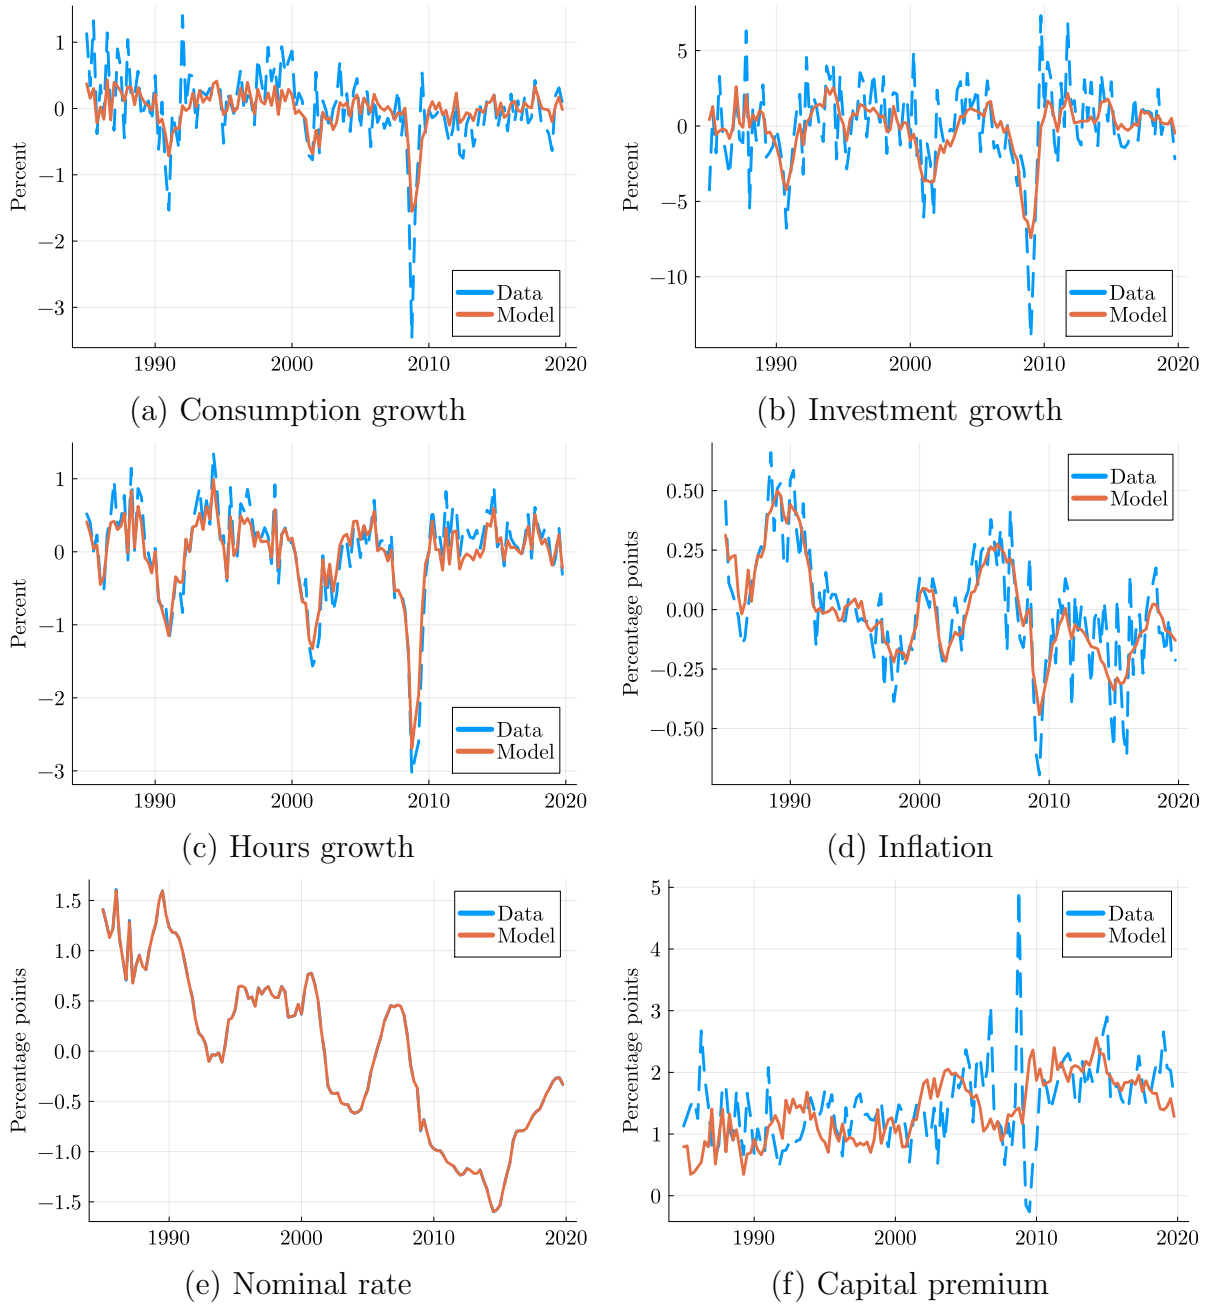 1
0
−1
−2
−3
Percent
1990
2000
2010
2020
Data
Model
(a) Consumption growth
5
0
−5
−10
Percent
1990
2000
2010
2020
Data
Model
(b) Investment growth
1
0
−1
−2
−3
Percent
1990
2000
2010
2020
Data
Model
(c) Hours growth
0.50
0.25
0.00
−0.25
−0.50
Percentage points
1990
2000
2010
2020
Data
Model
(d) Inflation
1.5
1.0
0.5
0.0
−0.5
−1.0
−1.5
Percentage points
1990
2000
2010
2020
Data
Model
(e) Nominal rate
5
4
3
2
1
0
Percentage points
1990
2000
2010
2020
Data
Model
(f) Capital premium